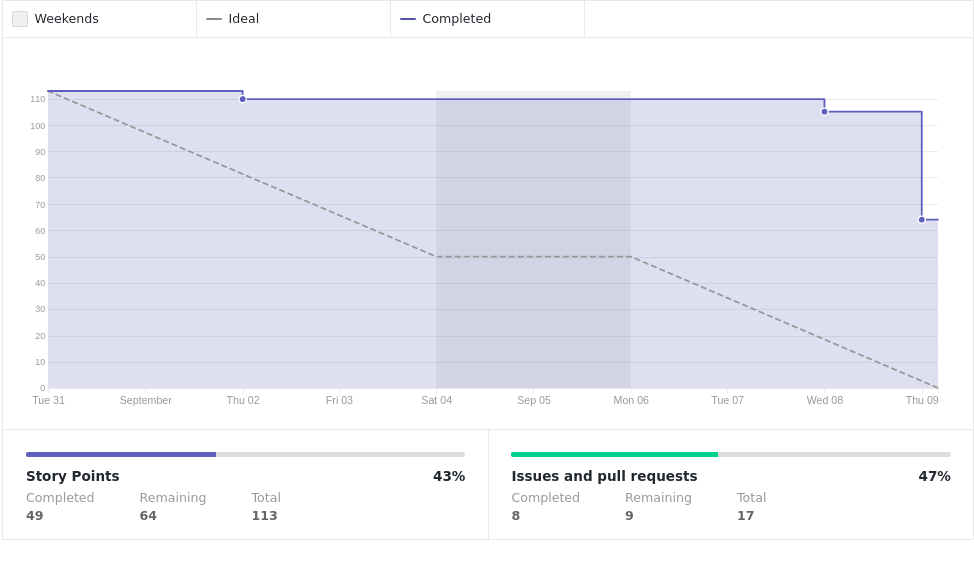 Weekends Ideal Completed
110
100
90
80
70
60
50
40
30
20
10
0
Tue 31 September Thu 02 Fri 03 Sat 04 Sep 05 Mon 06 Tue 07 Wed 08 Thu 09
Story Points 43%
Completed Remaining Total
49 64 113
Issues and pull requests 47%
Completed Remaining Total
8 9 17